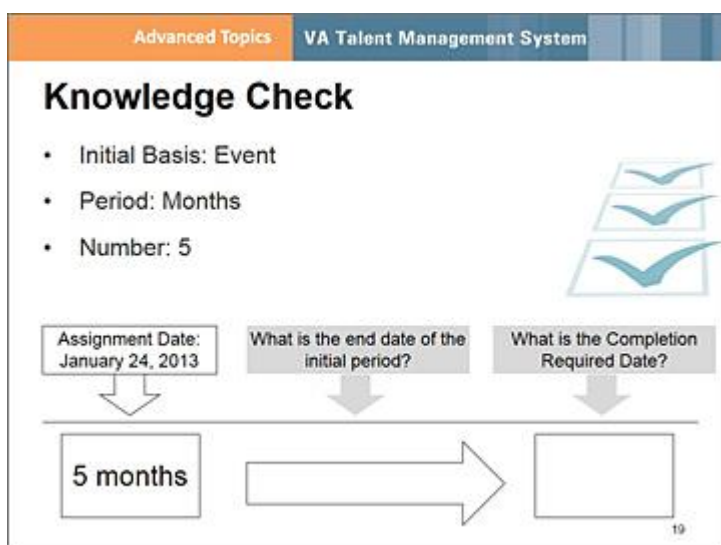 Advanced Topics
VA Talent Management System
Knowledge Check
• Initial Basis: Event
• Period: Months
• Number: 5
Assignment Date:
January 24, 2013
What is the end date of the
initial period?
What is the Completion
Required Date?
5 months
19